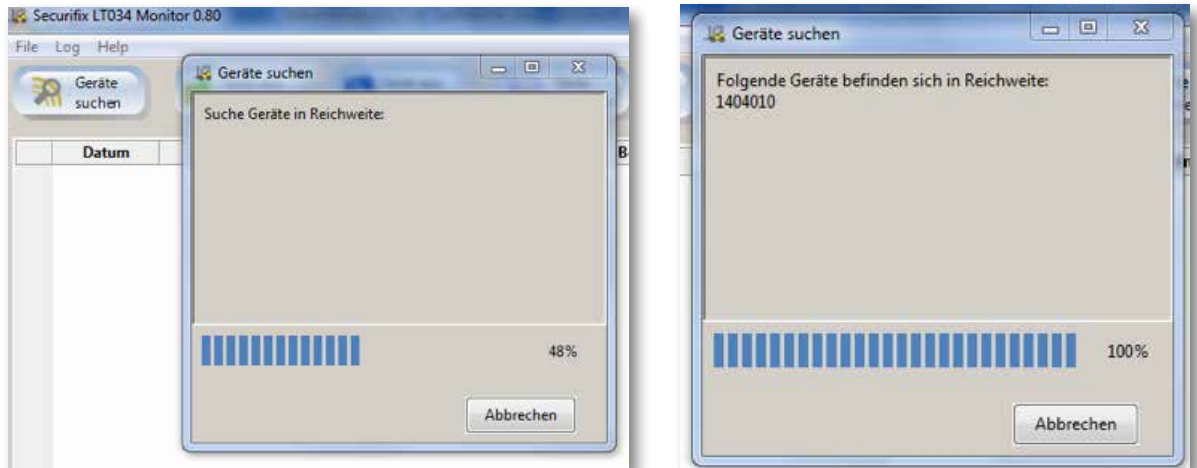 Securifix LT034 Monitor 0.80
File Log Help
Geräte
suchen
Datum
B
Geräte suchen
Suche Geräte in Reichweite:
48%
Abbrechen
Geräte suchen
Folgende Geräte befinden sich in Reichweite:
1404010
100%
Abbrechen